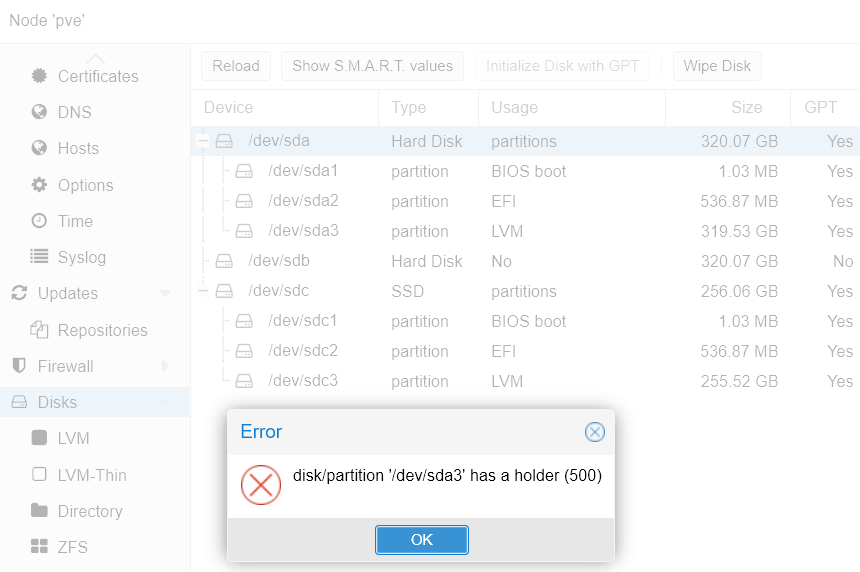 Node 'pve'
Certificates
DNS
Hosts
Options
Time
Syslog
Updates
Repositories
Firewall
Disks
LVM
LVM-Thin
Directory
ZFS
Reload Show S.M.A.R.T. values Initialize Disk with GPT Wipe Disk
Device Type Usage Size GPT
/dev/sda Hard Disk partitions 320.07 GB Yes
/dev/sda1 partition BIOS boot 1.03 MB Yes
/dev/sda2 partition EFI 536.87 MB Yes
/dev/sda3 partition LVM 319.53 GB Yes
/dev/sdb Hard Disk No 320.07 GB No
/dev/sdc SSD partitions 256.06 GB Yes
/dev/sdc1 partition BIOS boot 1.03 MB Yes
/dev/sdc2 partition EFI 536.87 MB Yes
/dev/sdc3 partition LVM 255.52 GB Yes
Error
disk/partition '/dev/sda3' has a holder (500)
OK